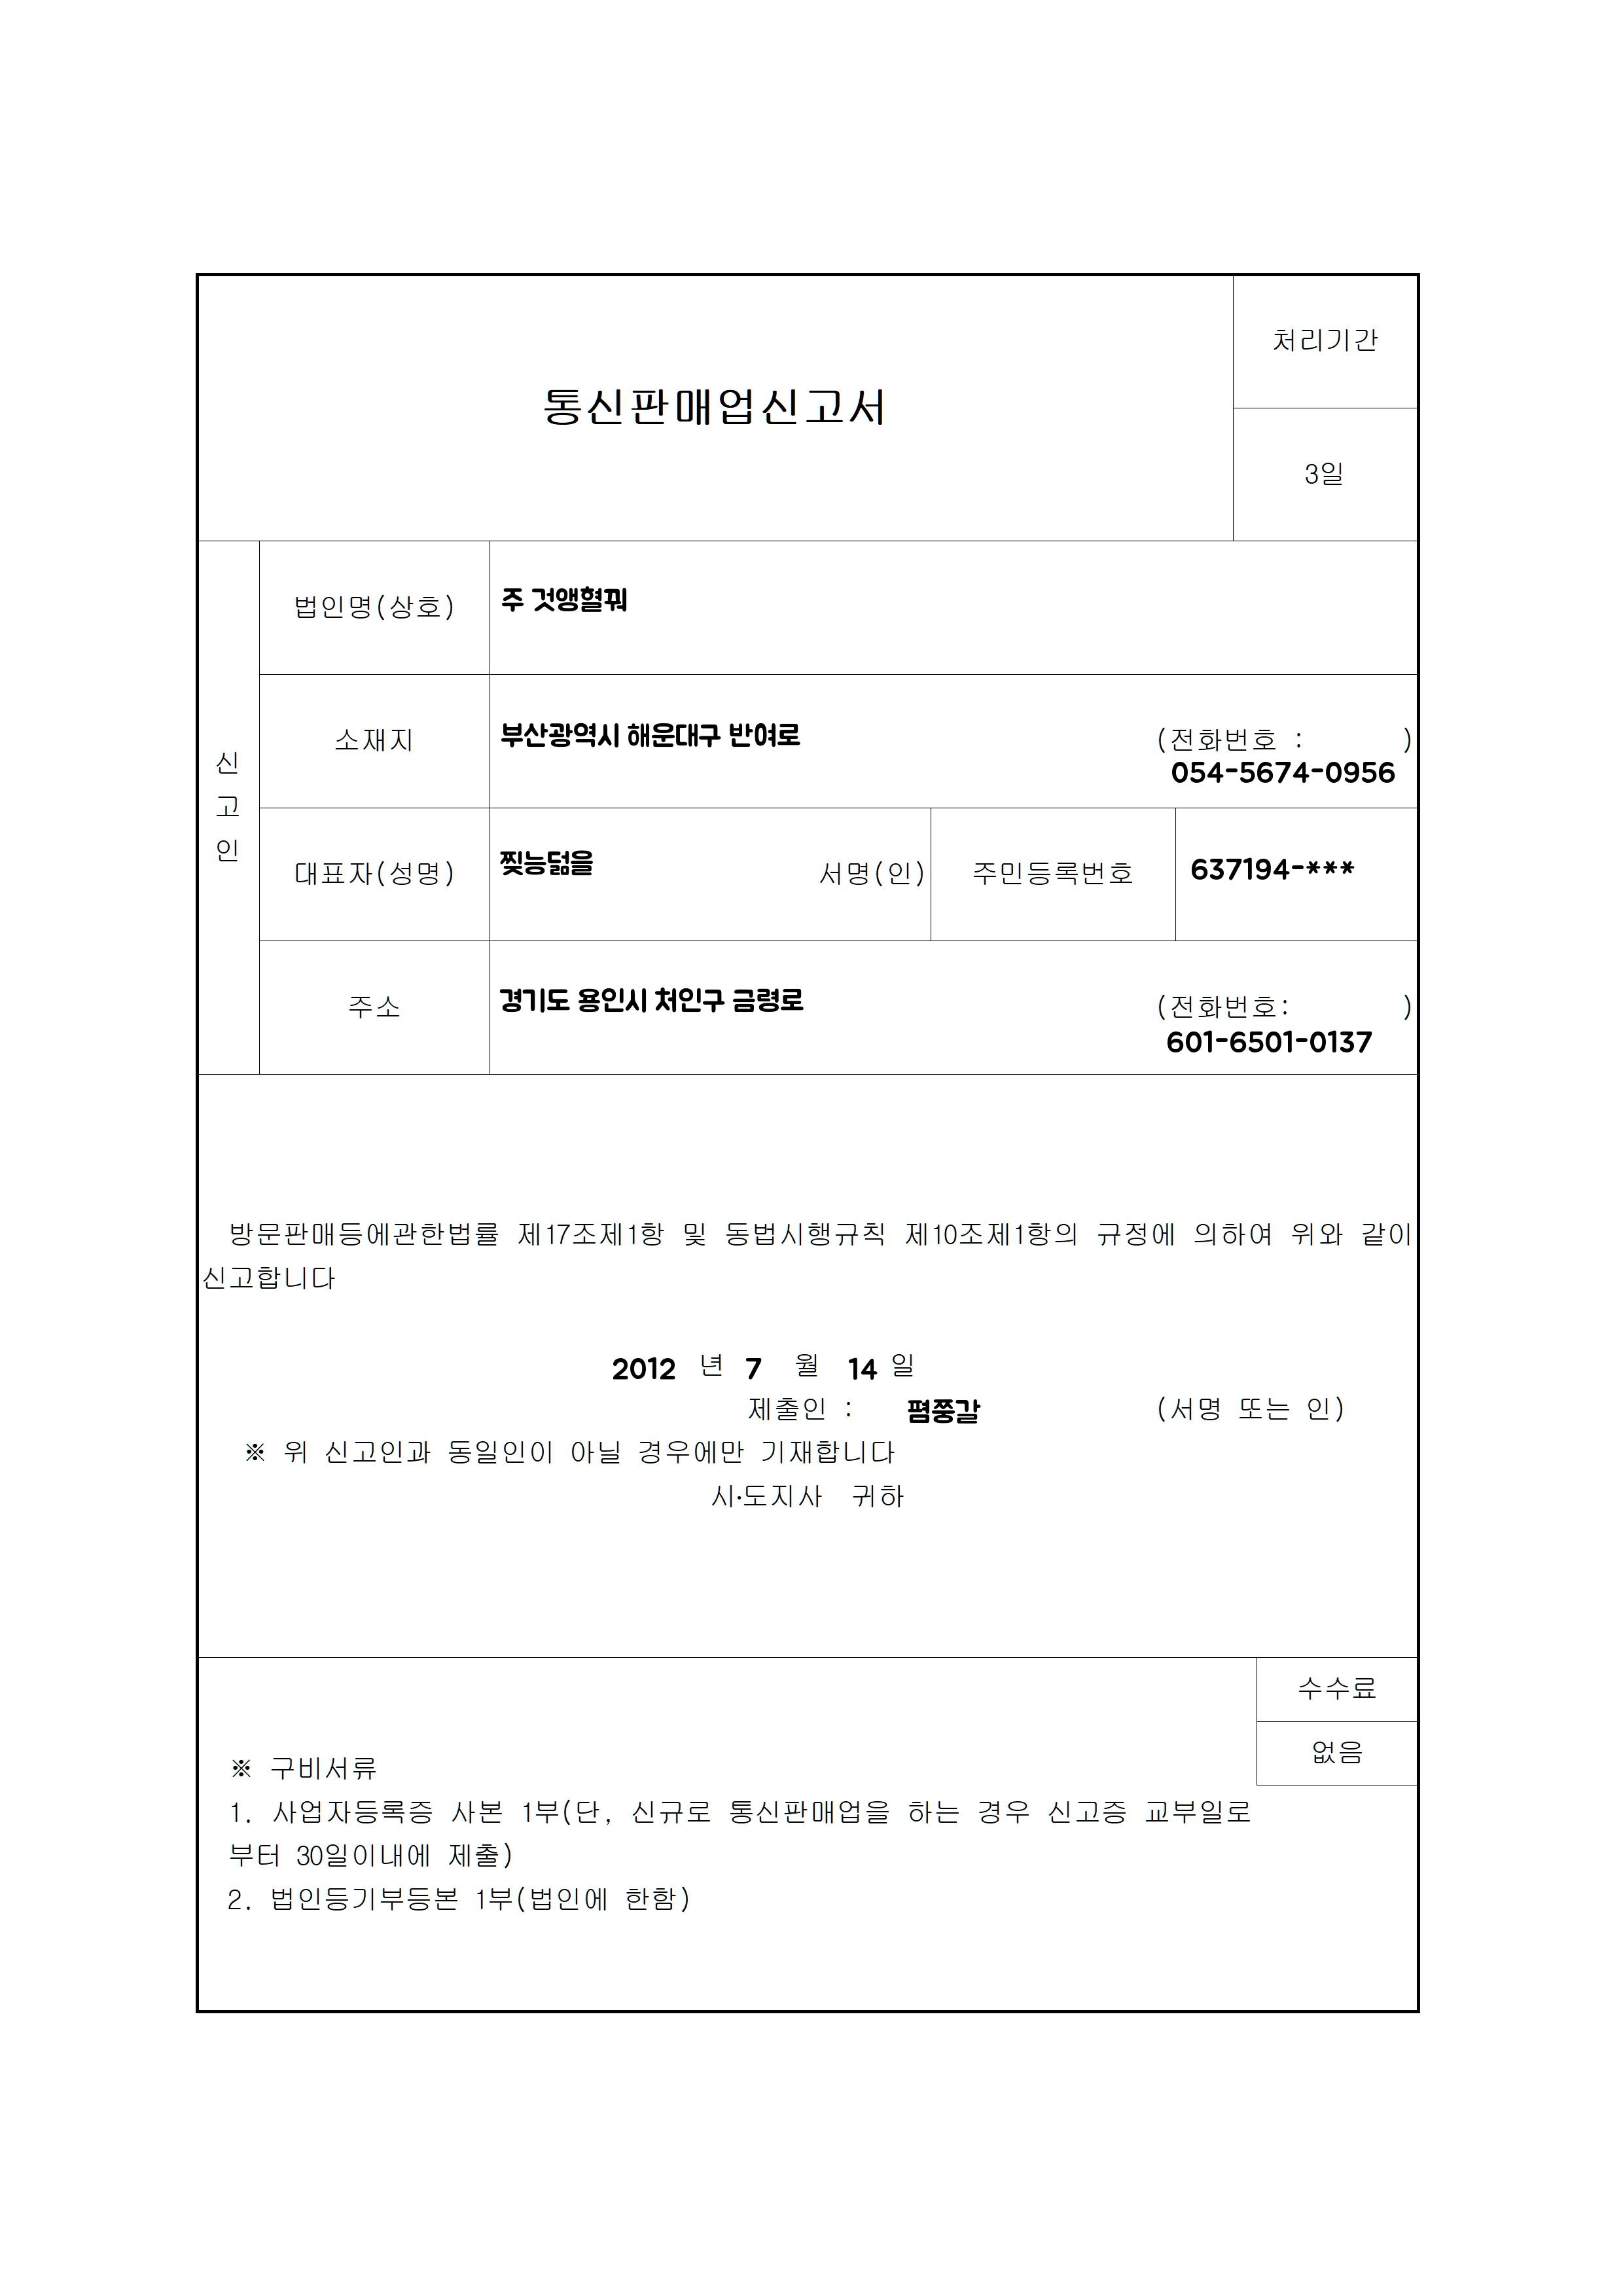 통신판매업신고서
처리기간
3일
신고인
법인명(상호) 주 것앵혈꿔
소재지 부산광역시 해운대구 반여로 (전화번호 : )
054-5674-0956
대표자(성명) 찢능덞을 서명(인) 주민등록번호 637194-***
주소 경기도 용인시 처인구 금령로 (전화번호: )
601-6501-0137
방문판매등에관한법률 제17조제1항 및 동법시행규칙 제10조제1항의 규정에 의하여 위와 같이
신고합니다
2012 년 7 월 14 일
제출인 : 폄쭝갈 (서명 또는 인)
※ 위 신고인과 동일인이 아닐 경우에만 기재합니다
시·도지사 귀하
수수료
없음
※ 구비서류
1. 사업자등록증 사본 1부(단, 신규로 통신판매업을 하는 경우 신고증 교부일로
부터 30일이내에 제출)
2. 법인등기부등본 1부(법인에 한함)